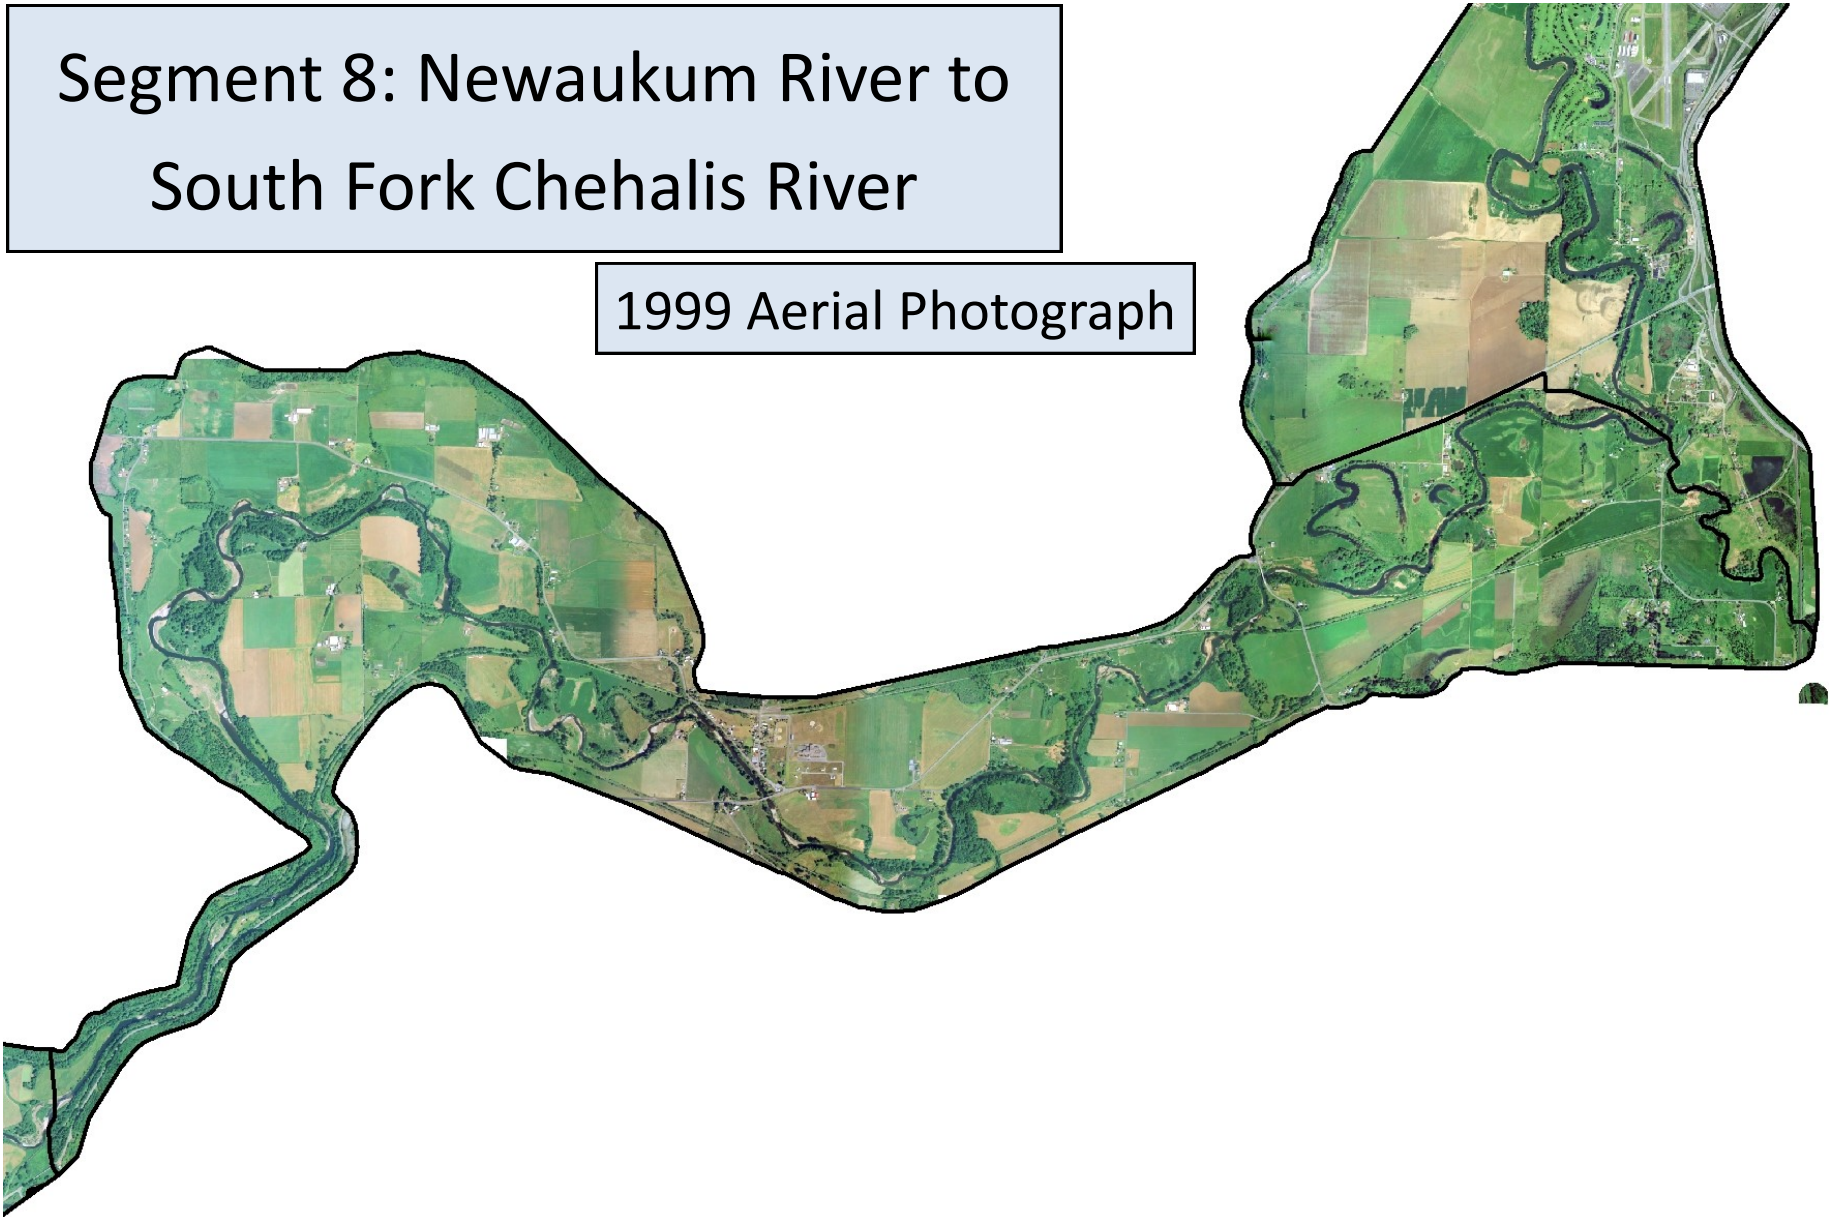 Segment 8: Newaukum River to
South Fork Chehalis River
1999 Aerial Photograph